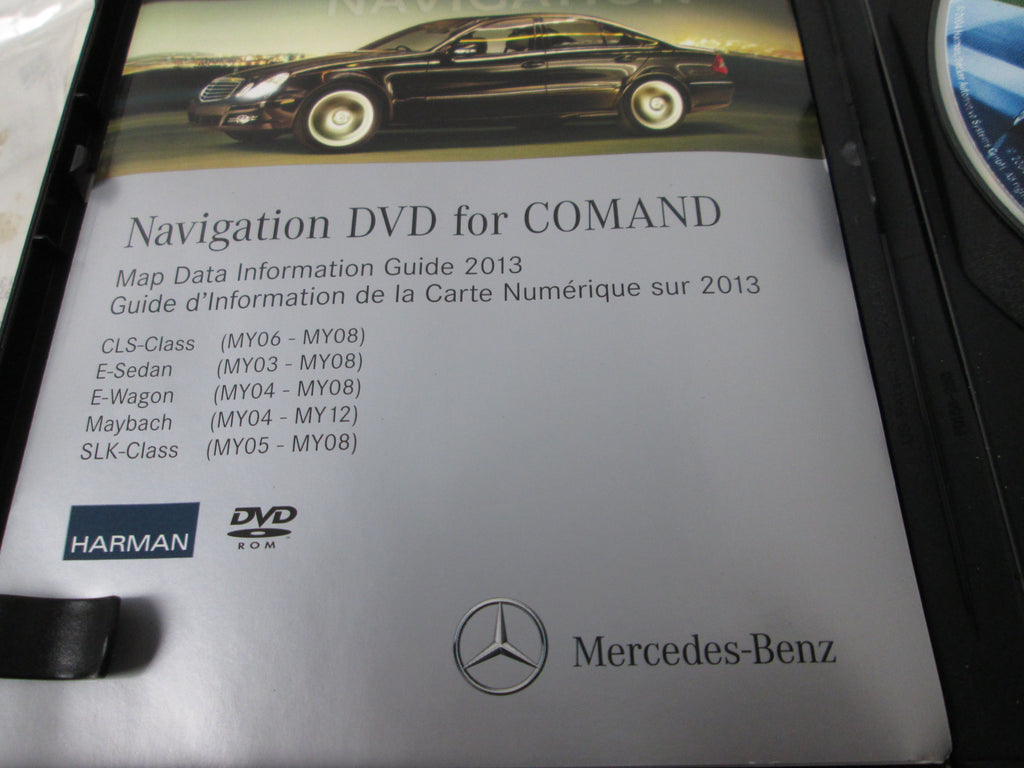 NAVIGATION
Navigation DVD for COMAND
Map Data Information Guide 2013
Guide d'Information de la Carte Numérique sur 2013
CLS-Class (MY06 - MY08)
E-Sedan (MY03 - MY08)
E-Wagon (MY04 - MY08)
Maybach (MY04 - MY12)
SLK-Class (MY05 - MY08)
HARMAN
DVD
ROM
Mercedes-Benz